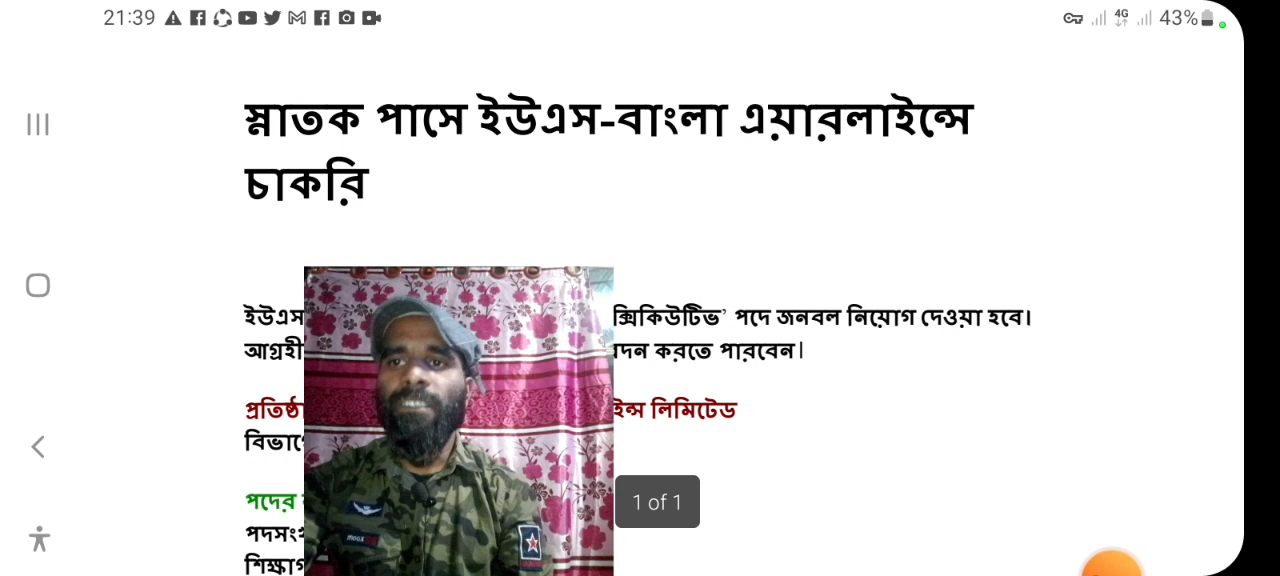 21:39
4G 43%
স্নাতক পাসে ইউএস-বাংলা এয়ারলাইন্সে
চাকরি
ইউএস ক্সিকিউটিভ’ পদে জনবল নিয়োগ দেওয়া হবে।
আগ্রহী দন করতে পারবেন।
প্রতিষ্ঠা ইন্স লিমিটেড
বিভাগে
পদের
পদসংখ
শিক্ষাগ
1 of 1